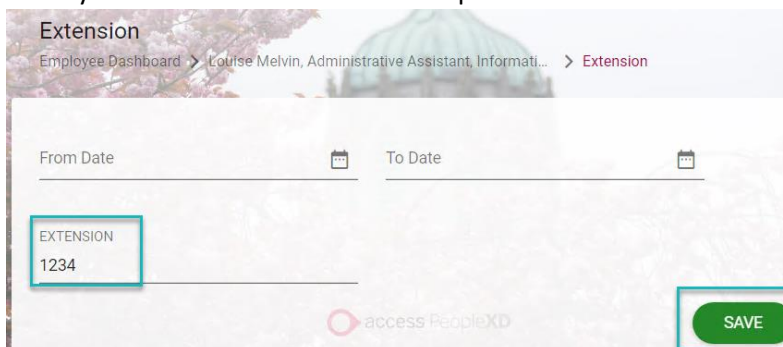 Extension
Employee Dashboard > Louise Melvin, Administrative Assistant, Informati... > Extension
From Date
To Date
EXTENSION
1234
access PeopleXD
SAVE